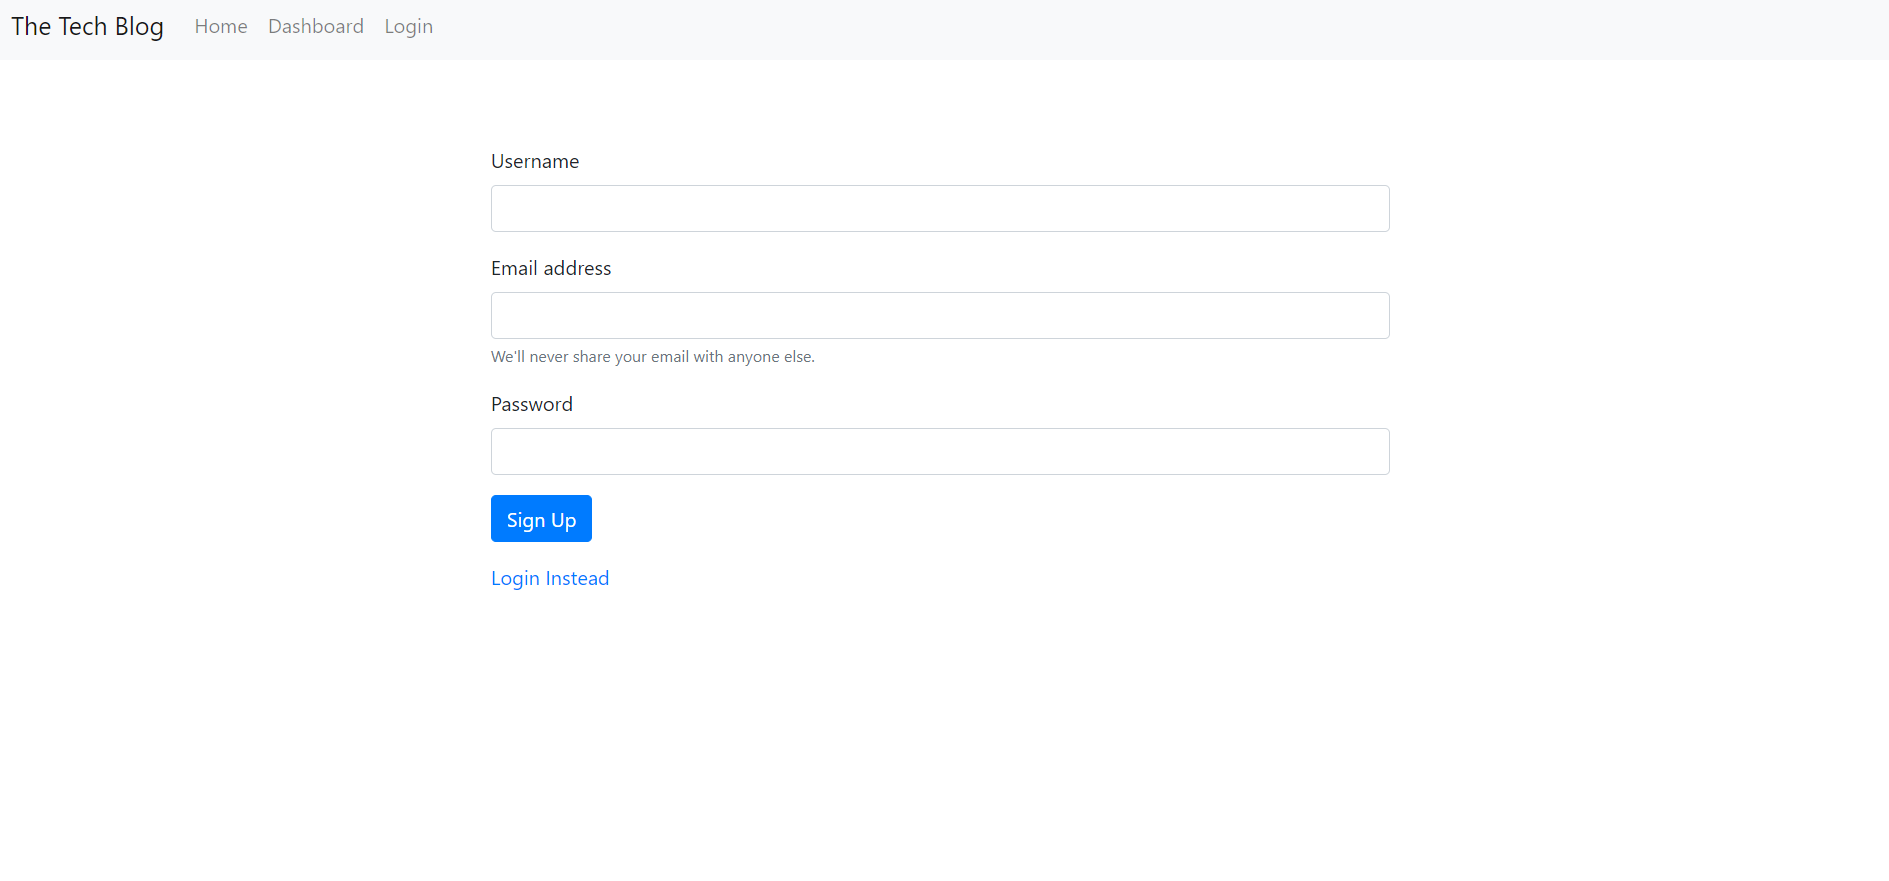 The Tech Blog Home Dashboard Login
Username
Email address
We'll never share your email with anyone else.
Password
Sign Up
Login Instead